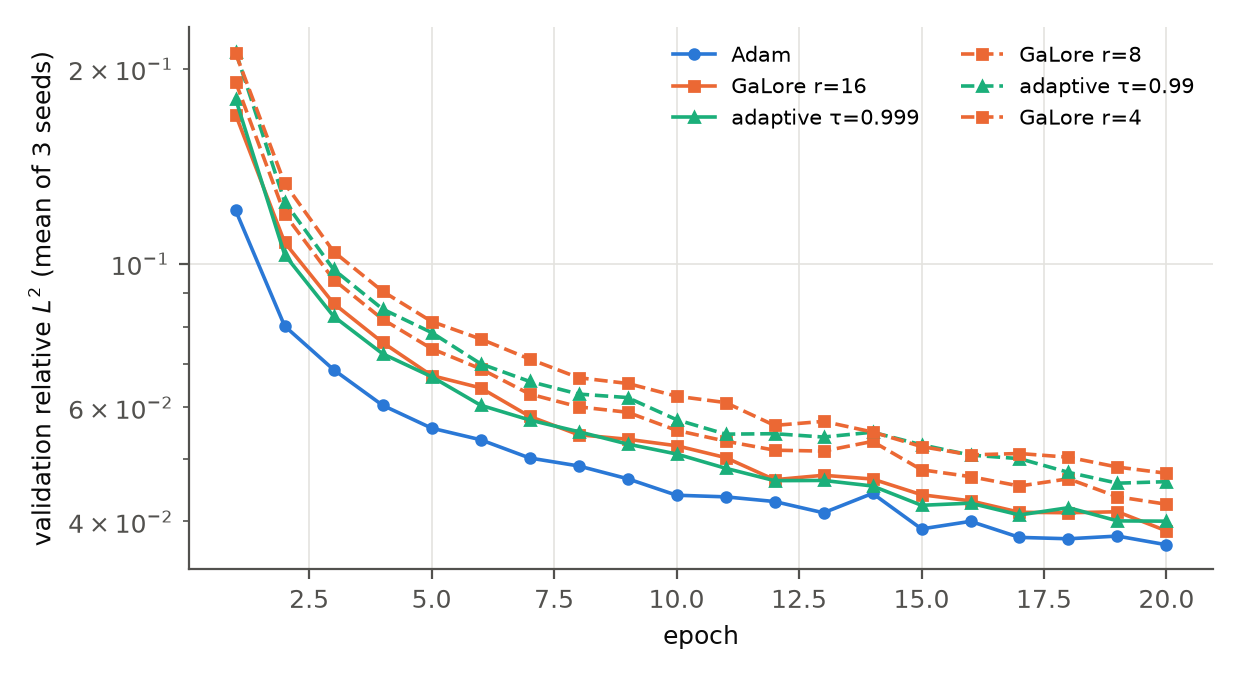 validation relative L² (mean of 3 seeds)
2 × 10⁻¹
10⁻¹
6 × 10⁻²
4 × 10⁻²
Adam
GaLore r=16
adaptive τ=0.999
GaLore r=8
adaptive τ=0.99
GaLore r=4
2.5 5.0 7.5 10.0 12.5 15.0 17.5 20.0
epoch